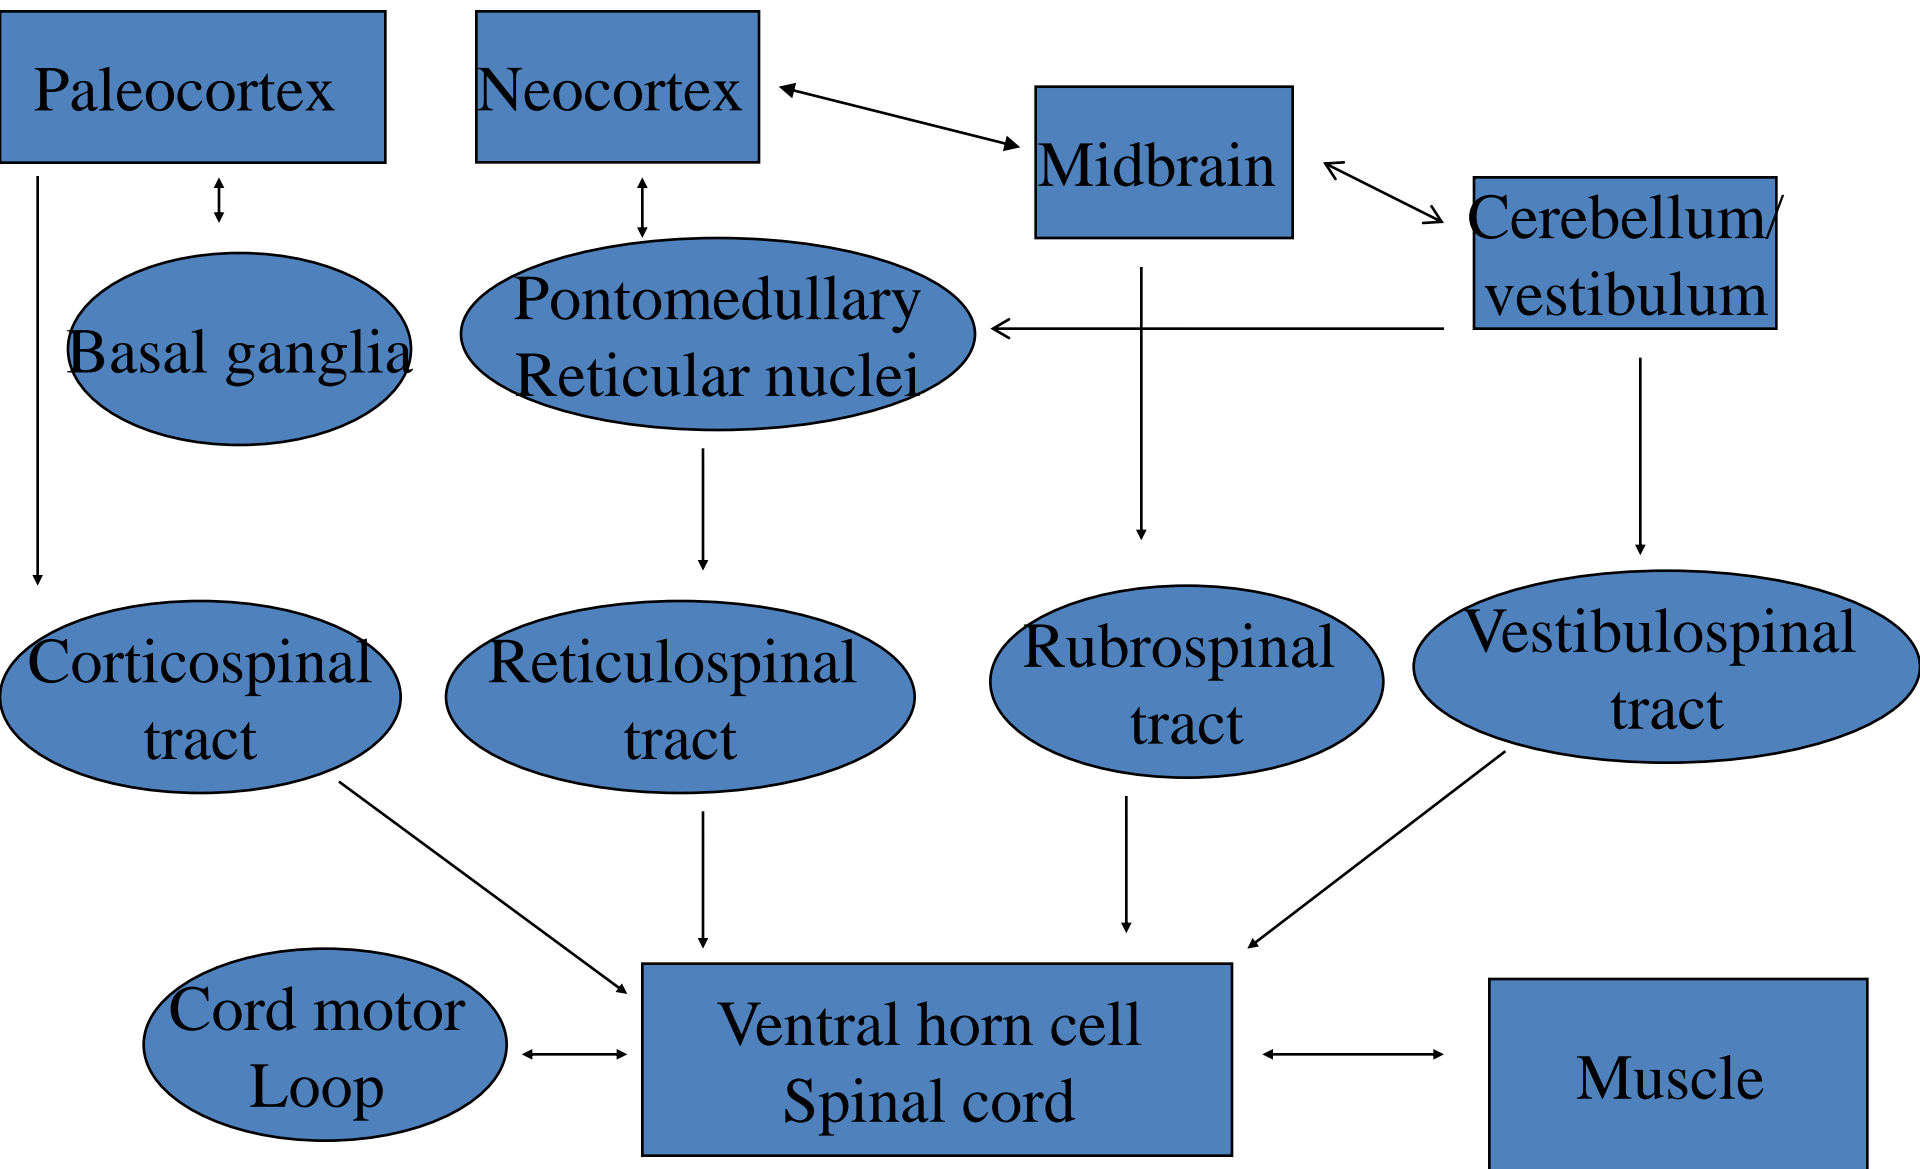 Paleocortex
Neocortex
Midbrain
Cerebellum/
vestibulum
Basal ganglia
Pontomedullary
Reticular nuclei
Corticospinal
tract
Reticulospinal
tract
Rubrospinal
tract
Vestibulospinal
tract
Cord motor
Loop
Ventral horn cell
Spinal cord
Muscle